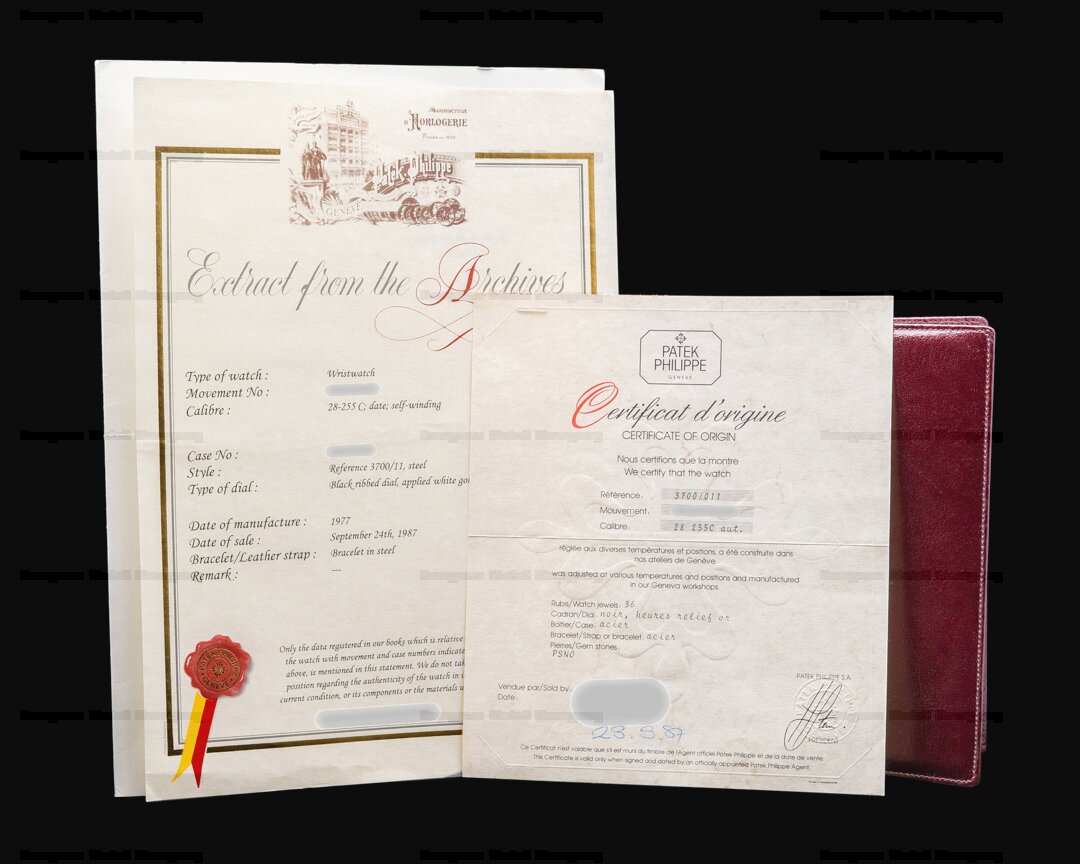 MANUFACTURE
D'HORLOGERIE
Patek Philippe
GENÈVE
Extract from the Archives
Type of watch : Wristwatch
Movement No :
Calibre : 28-255 C; date; self-winding
Case No :
Style : Reference 3700/11, steel
Type of dial : Black ribbed dial, applied white go
Date of manufacture : 1977
Date of sale : September 24th, 1987
Bracelet/Leather strap : Bracelet in steel
Remark : ---
Only the data registered in our books which is relative
the watch with movement and case numbers indicate
above, is mentioned in this statement. We do not tak
position regarding the authenticity of the watch in i
current condition, or its components or the materials u
PATEK
PHILIPPE
GENEVE
Certificat d'origine
CERTIFICATE OF ORIGIN
Nous certifions que la montre
We certify that the watch
Référence: 3700/011
Mouvement:
Calibre: 28 255C aut.
réglée aux diverses températures et positions, a été construite dans
nos ateliers de Genève.
was adjusted at various temperatures and positions and manufactured
in our Geneva workshops.
Rubis/Watch jewels: 36
Cadran/Dial: noir, heures relief or
Boîtier/Case: acier
Bracelet/Strap or bracelet: acier
Pierres/Gem stones:
PSNO
Vendue par/Sold by:
Date:
PATEK PHILIPPE S.A.
Ce Certificat n'est valable que s'il est muni du timbre de l'Agent officiel Patek Philippe et de la date de vente.
This Certificate is valid only when signed and dated by an officially appointed Patek Philippe Agent.